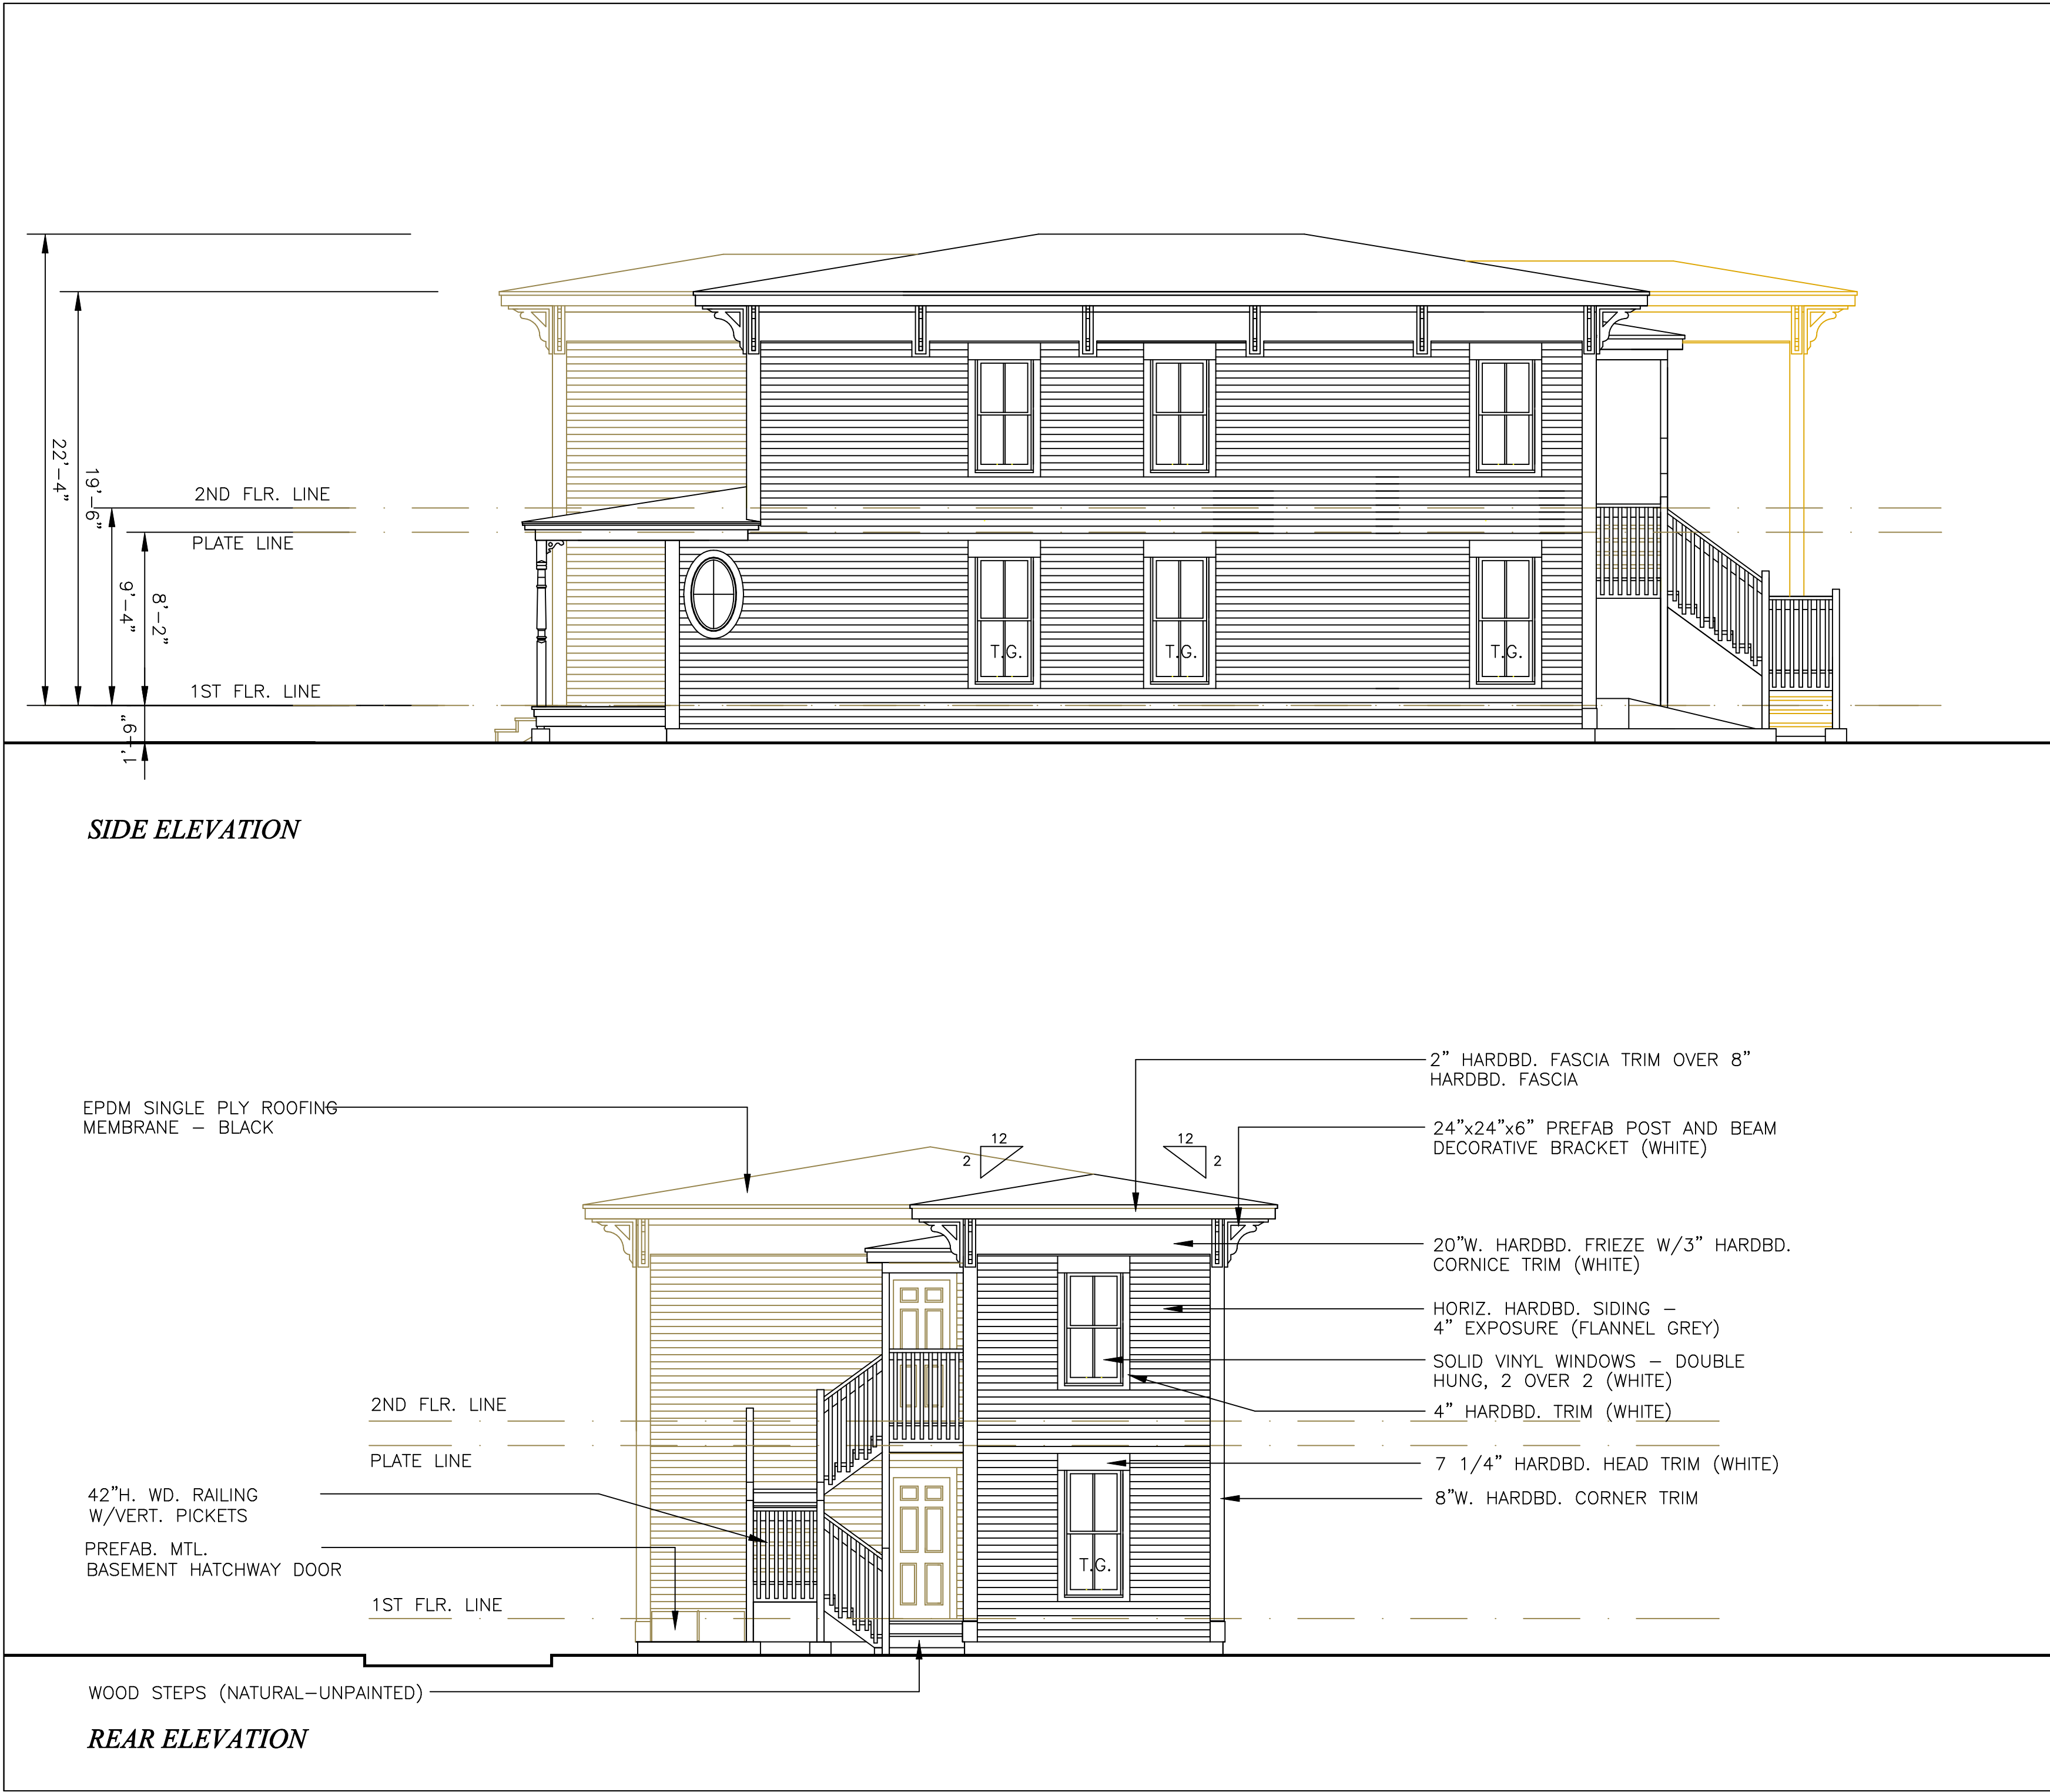 22'-4"
19'-6"
2ND FLR. LINE
PLATE LINE
9'-4"
8'-2"
1ST FLR. LINE
1'-6"
T.G.
T.G.
T.G.
SIDE ELEVATION
2" HARDBD. FASCIA TRIM OVER 8"
HARDBD. FASCIA
EPDM SINGLE PLY ROOFING
MEMBRANE - BLACK
12
2
12
2
24"x24"x6" PREFAB POST AND BEAM
DECORATIVE BRACKET (WHITE)
20"W. HARDBD. FRIEZE W/3" HARDBD.
CORNICE TRIM (WHITE)
HORIZ. HARDBD. SIDING -
4" EXPOSURE (FLANNEL GREY)
SOLID VINYL WINDOWS - DOUBLE
HUNG, 2 OVER 2 (WHITE)
4" HARDBD. TRIM (WHITE)
2ND FLR. LINE
PLATE LINE
7 1/4" HARDBD. HEAD TRIM (WHITE)
8"W. HARDBD. CORNER TRIM
42"H. WD. RAILING
W/VERT. PICKETS
PREFAB. MTL.
BASEMENT HATCHWAY DOOR
T.G.
1ST FLR. LINE
WOOD STEPS (NATURAL-UNPAINTED)
REAR ELEVATION